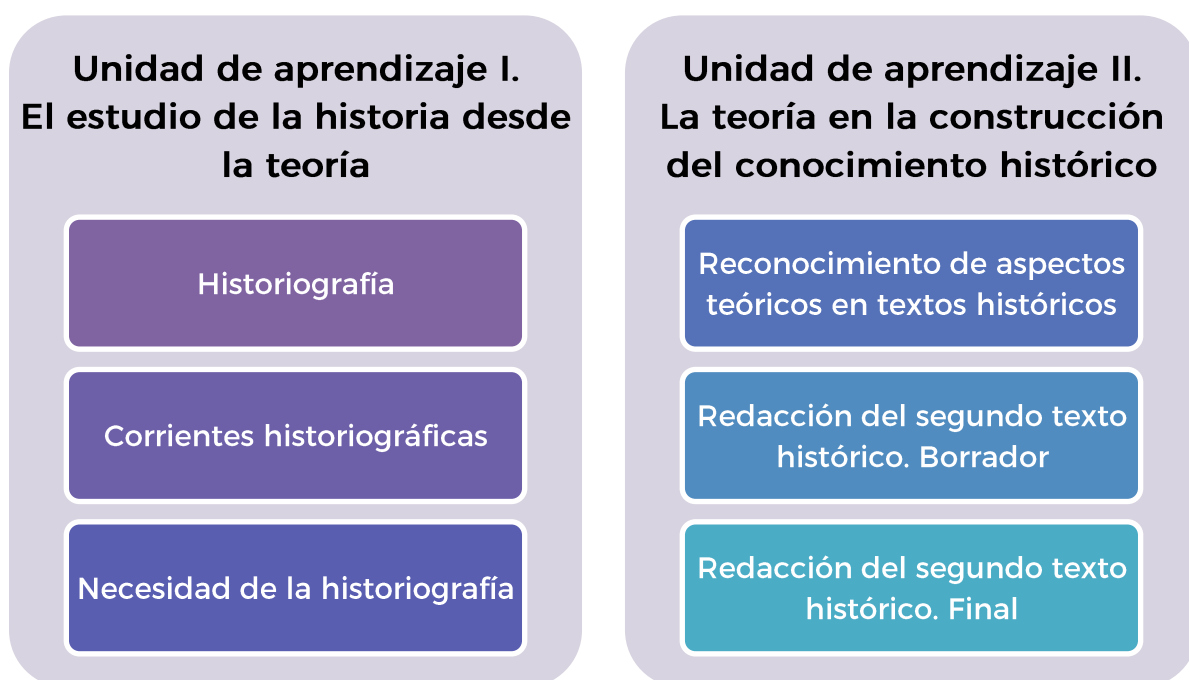 Unidad de aprendizaje I.
El estudio de la historia desde
la teoría
Historiografía
Corrientes historiográficas
Necesidad de la historiografía
Unidad de aprendizaje II.
La teoría en la construcción
del conocimiento histórico
Reconocimiento de aspectos
teóricos en textos históricos
Redacción del segundo texto
histórico. Borrador
Redacción del segundo texto
histórico. Final